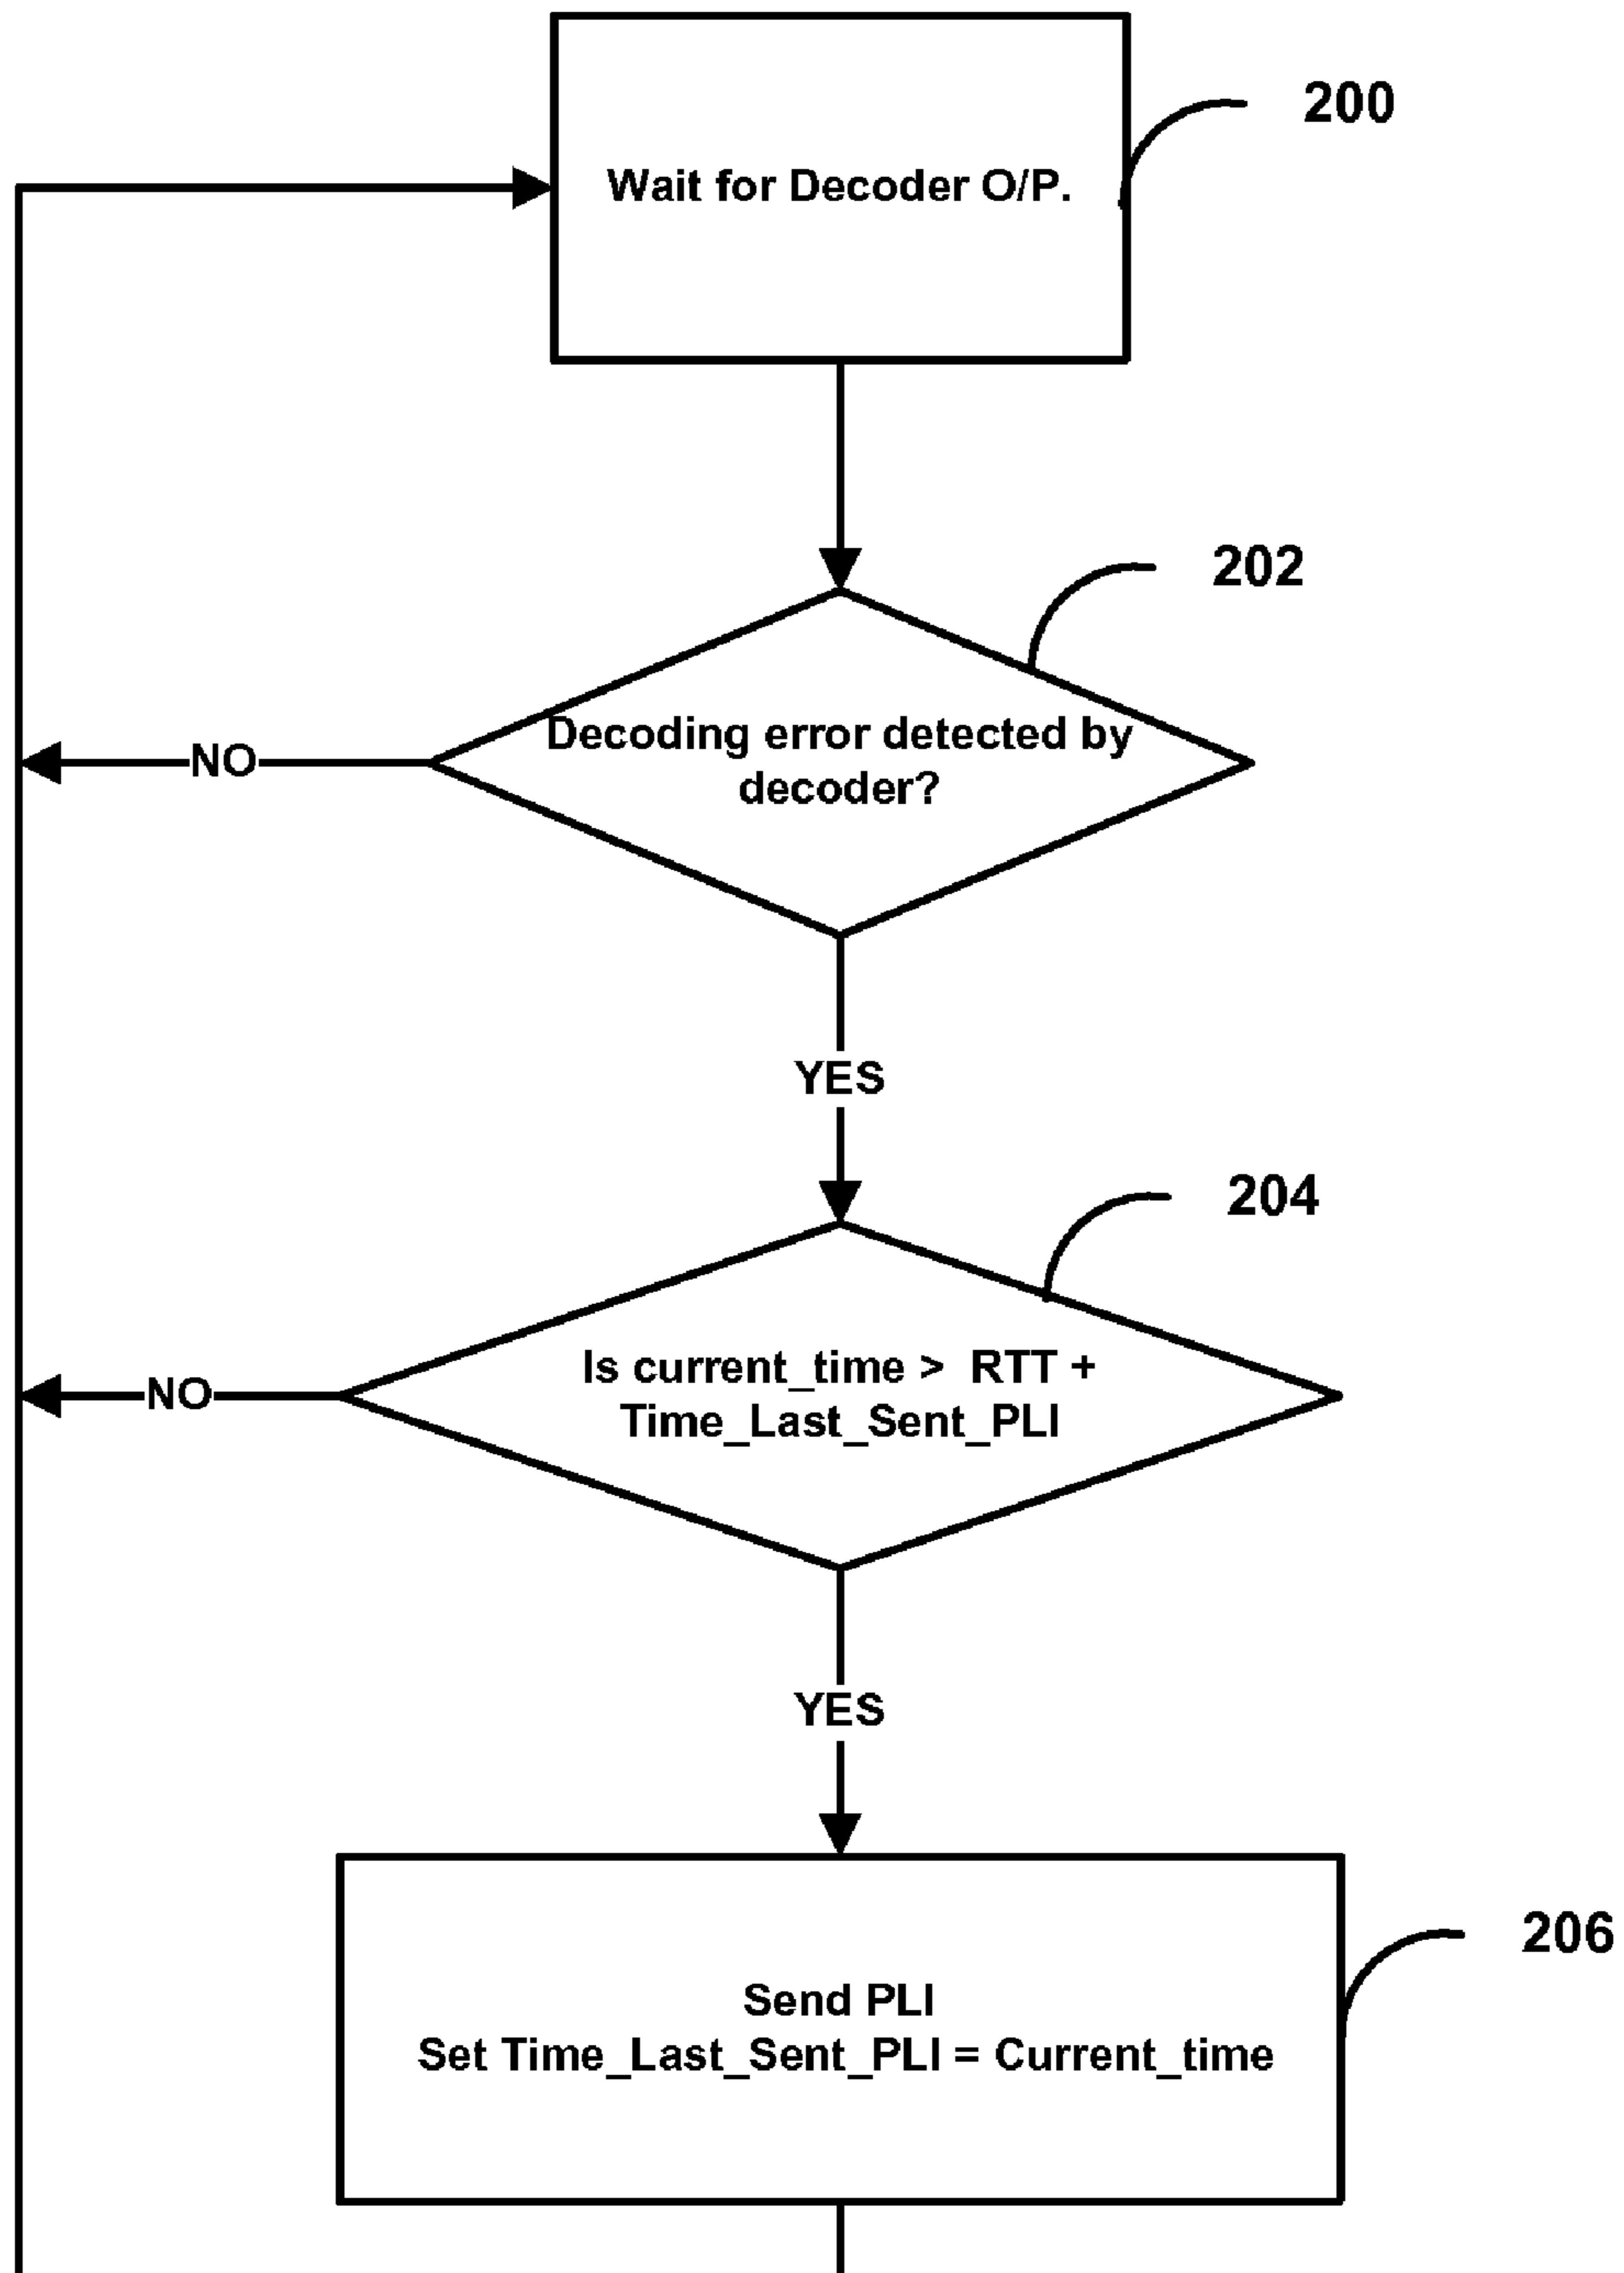 200
Wait for Decoder O/P.
202
Decoding error detected by
decoder?
NO
YES
204
Is current_time > RTT +
Time_Last_Sent_PLI
NO
YES
206
Send PLI
Set Time_Last_Sent_PLI = Current_time